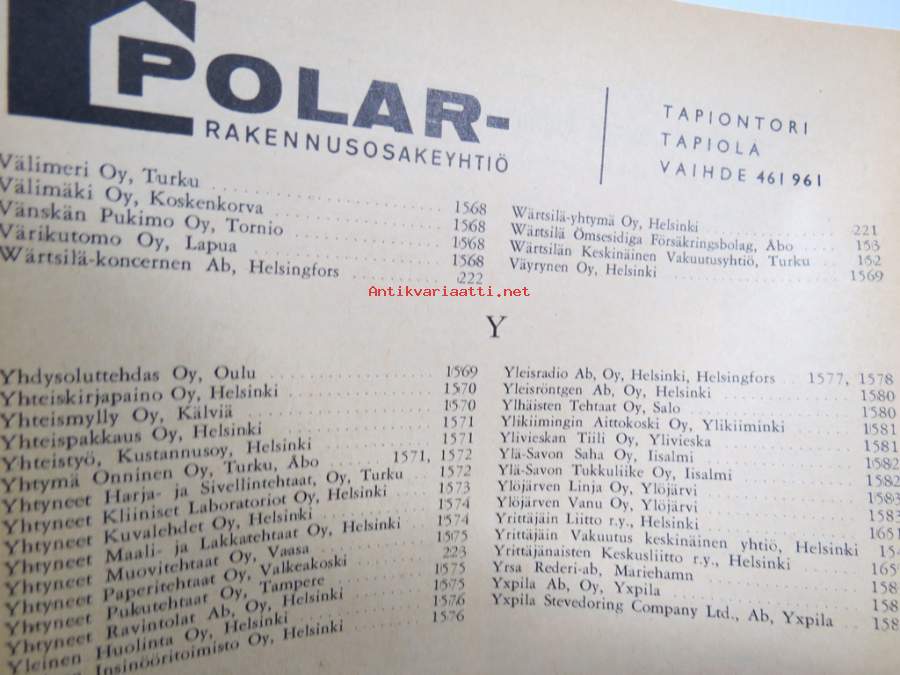 POLAR-
RAKENNUSOSAKEYHTIÖ
TAPIONTORI
TAPIOLA
VAIHDE 461 961
Välimeri Oy, Turku 1568
Välimäki Oy, Koskenkorva 1568
Vänskän Pukimo Oy, Tornio 1568
Värikutomo Oy, Lapua 1568
Wärtsilä-koncernen Ab, Helsingfors 222
Wärtsilä-yhtymä Oy, Helsinki 221
Wärtsilä Ömsesidiga Försäkringsbolag, Åbo 153
Wärtsilän Keskinäinen Vakuutusyhtiö, Turku 152
Väyrynen Oy, Helsinki 1569
Antikvariaatti.net
Y
Yhdysoluttehdas Oy, Oulu 1569
Yhteiskirjapaino Oy, Helsinki 1570
Yhteismylly Oy, Kälviä 1570
Yhteispakkaus Oy, Helsinki 1571
Yhteistyö, Kustannusoy, Helsinki 1571
Yhtymä Onninen Oy, Turku, Åbo 1571, 1572
Yhtyneet Harja- ja Sivellintehtaat, Oy, Turku 1572
Yhtyneet Kliiniset Laboratoriot Oy, Helsinki 1573
Yhtyneet Kuvalehdet Oy, Helsinki 1574
Yhtyneet Maali- ja Lakkatehtaat Oy, Helsinki 1574
Yhtyneet Muovitehtaat Oy, Vaasa 1575
Yhtyneet Paperitehtaat Oy, Valkeakoski 223
Yhtyneet Pukutehtaat Oy, Tampere 1575
Yhtyneet Ravintolat Ab, Oy, Helsinki 1575
Yleinen Huolinta Oy, Helsinki 1576
Insinööritoimisto Oy, Helsinki 1576
Yleisradio Ab, Oy, Helsinki, Helsingfors 1577, 1578
Yleisröntgen Ab, Oy, Helsinki 1580
Ylhäisten Tehtaat Oy, Salo 1580
Ylikiimingin Aittokoski Oy, Ylikiiminki 1581
Ylivieskan Tiili Oy, Ylivieska 1581
Ylä-Savon Saha Oy, Iisalmi 1582
Ylä-Savon Tukkuliike Oy, Iisalmi 1582
Ylöjärven Linja Oy, Ylöjärvi 1583
Ylöjärven Vanu Oy, Ylöjärvi 1583
Yrittäjäin Liitto r.y., Helsinki 1651
Yrittäjäin Vakuutus keskinäinen yhtiö, Helsinki 154
Yrittäjänaisten Keskusliitto r.y., Helsinki 165
Yrsa Rederi-ab, Mariehamn 158
Yxpila Ab, Oy, Yxpila 158
Yxpila Stevedoring Company Ltd., Ab, Yxpila 158